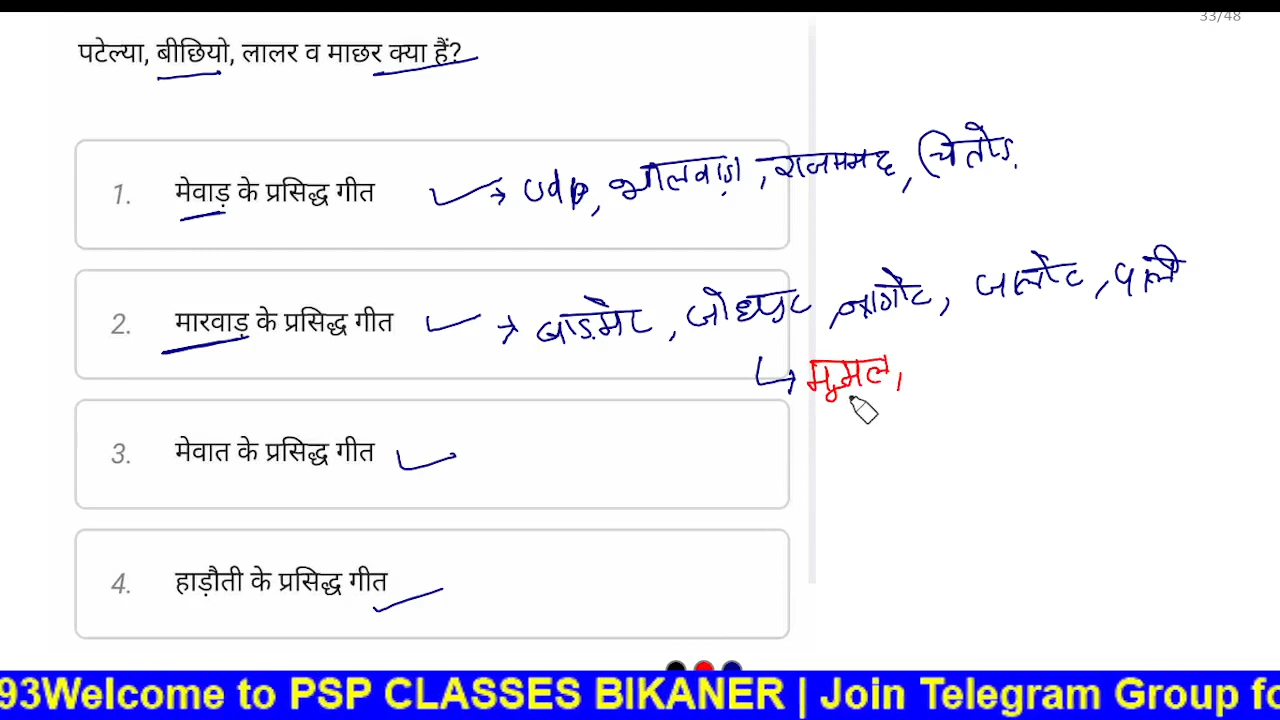 33/48
पटेल्या, बीछियो, लालर व माछर क्या हैं?
1. मेवाड़ के प्रसिद्ध गीत → udp, भीलवाड़ा, राजसमंद, चितौड़
2. मारवाड़ के प्रसिद्ध गीत → बाड़मेर, जोधपुर, नागौर, जालौर, पाली
↳ मूमल,
3. मेवात के प्रसिद्ध गीत
4. हाड़ौती के प्रसिद्ध गीत
93Welcome to PSP CLASSES BIKANER | Join Telegram Group fo